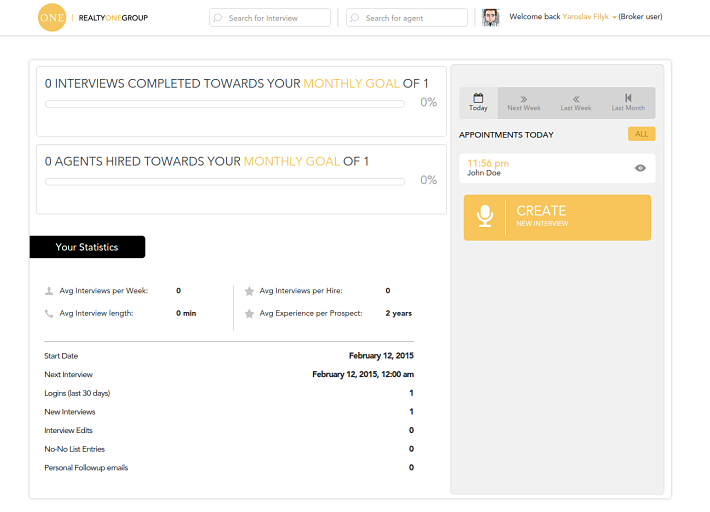 ONE | REALTYONEGROUP
Search for Interview
Search for agent
Welcome back Yaroslav Filyk (Broker user)
0 INTERVIEWS COMPLETED TOWARDS YOUR MONTHLY GOAL OF 1
0%
0 AGENTS HIRED TOWARDS YOUR MONTHLY GOAL OF 1
0%
Your Statistics
Avg Interviews per Week: 0
Avg Interviews per Hire: 0
Avg Interview length: 0 min
Avg Experience per Prospect: 2 years
Start Date February 12, 2015
Next Interview February 12, 2015, 12:00 am
Logins (last 30 days) 1
New Interviews 1
Interview Edits 0
No-No List Entries 0
Personal Followup emails 0
Today Next Week Last Week Last Month
APPOINTMENTS TODAY ALL
11:56 pm
John Doe
CREATE
NEW INTERVIEW